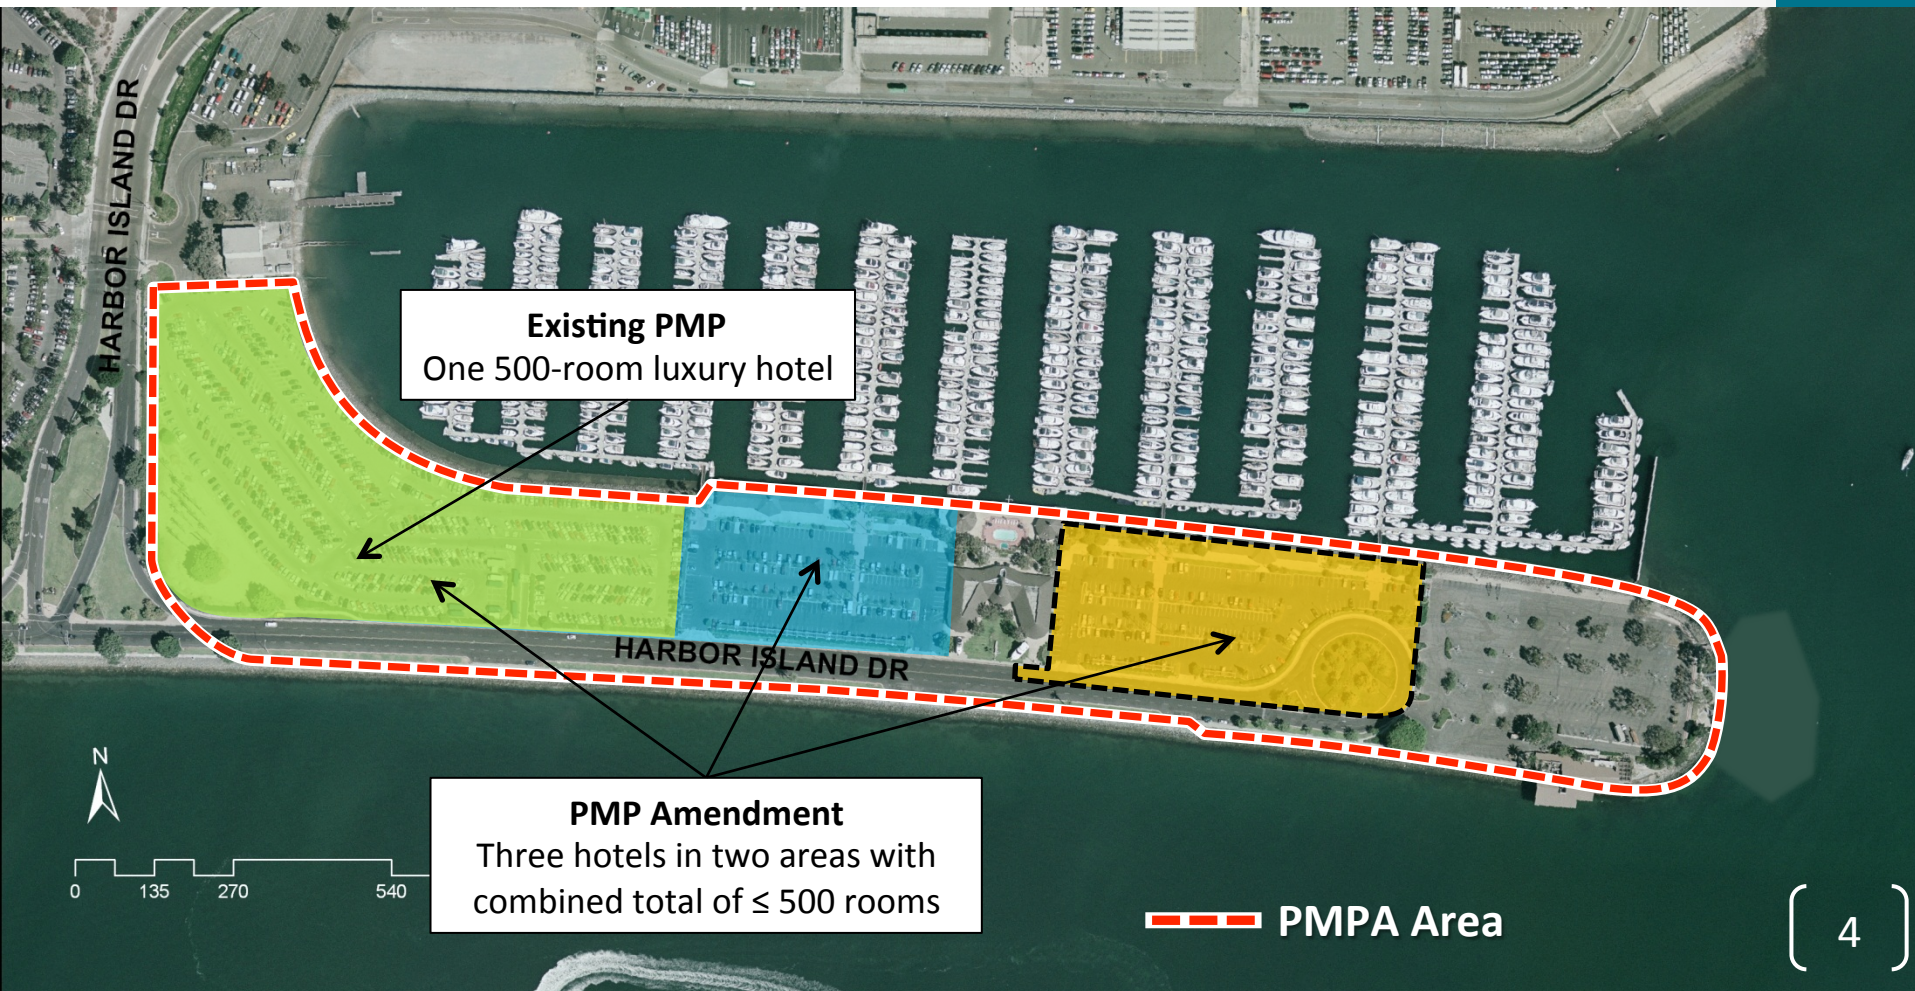 HARBOR ISLAND DR
Existing PMP
One 500-room luxury hotel
HARBOR ISLAND DR
N
0 135 270 540
PMP Amendment
Three hotels in two areas with
combined total of ≤ 500 rooms
PMPA Area
4